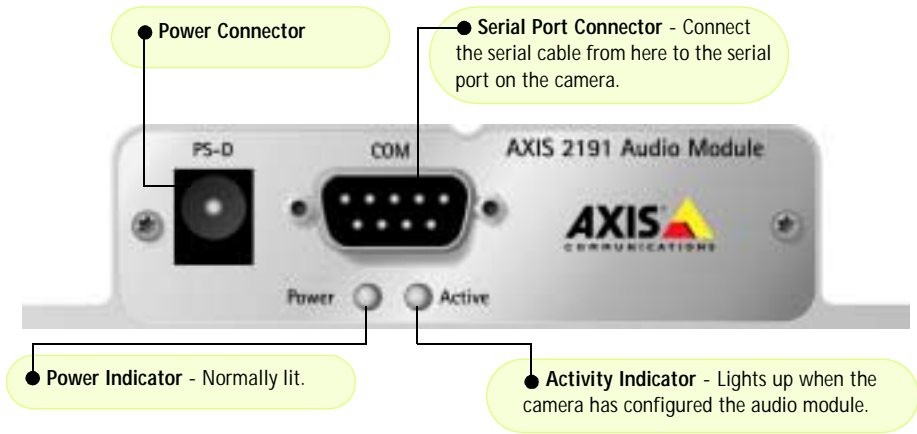 Power Connector
Serial Port Connector - Connect
the serial cable from here to the serial
port on the camera.
PS-D
COM
AXIS 2191 Audio Module
AXIS
COMMUNICATIONS
Power
Active
Power Indicator - Normally lit.
Activity Indicator - Lights up when the
camera has configured the audio module.